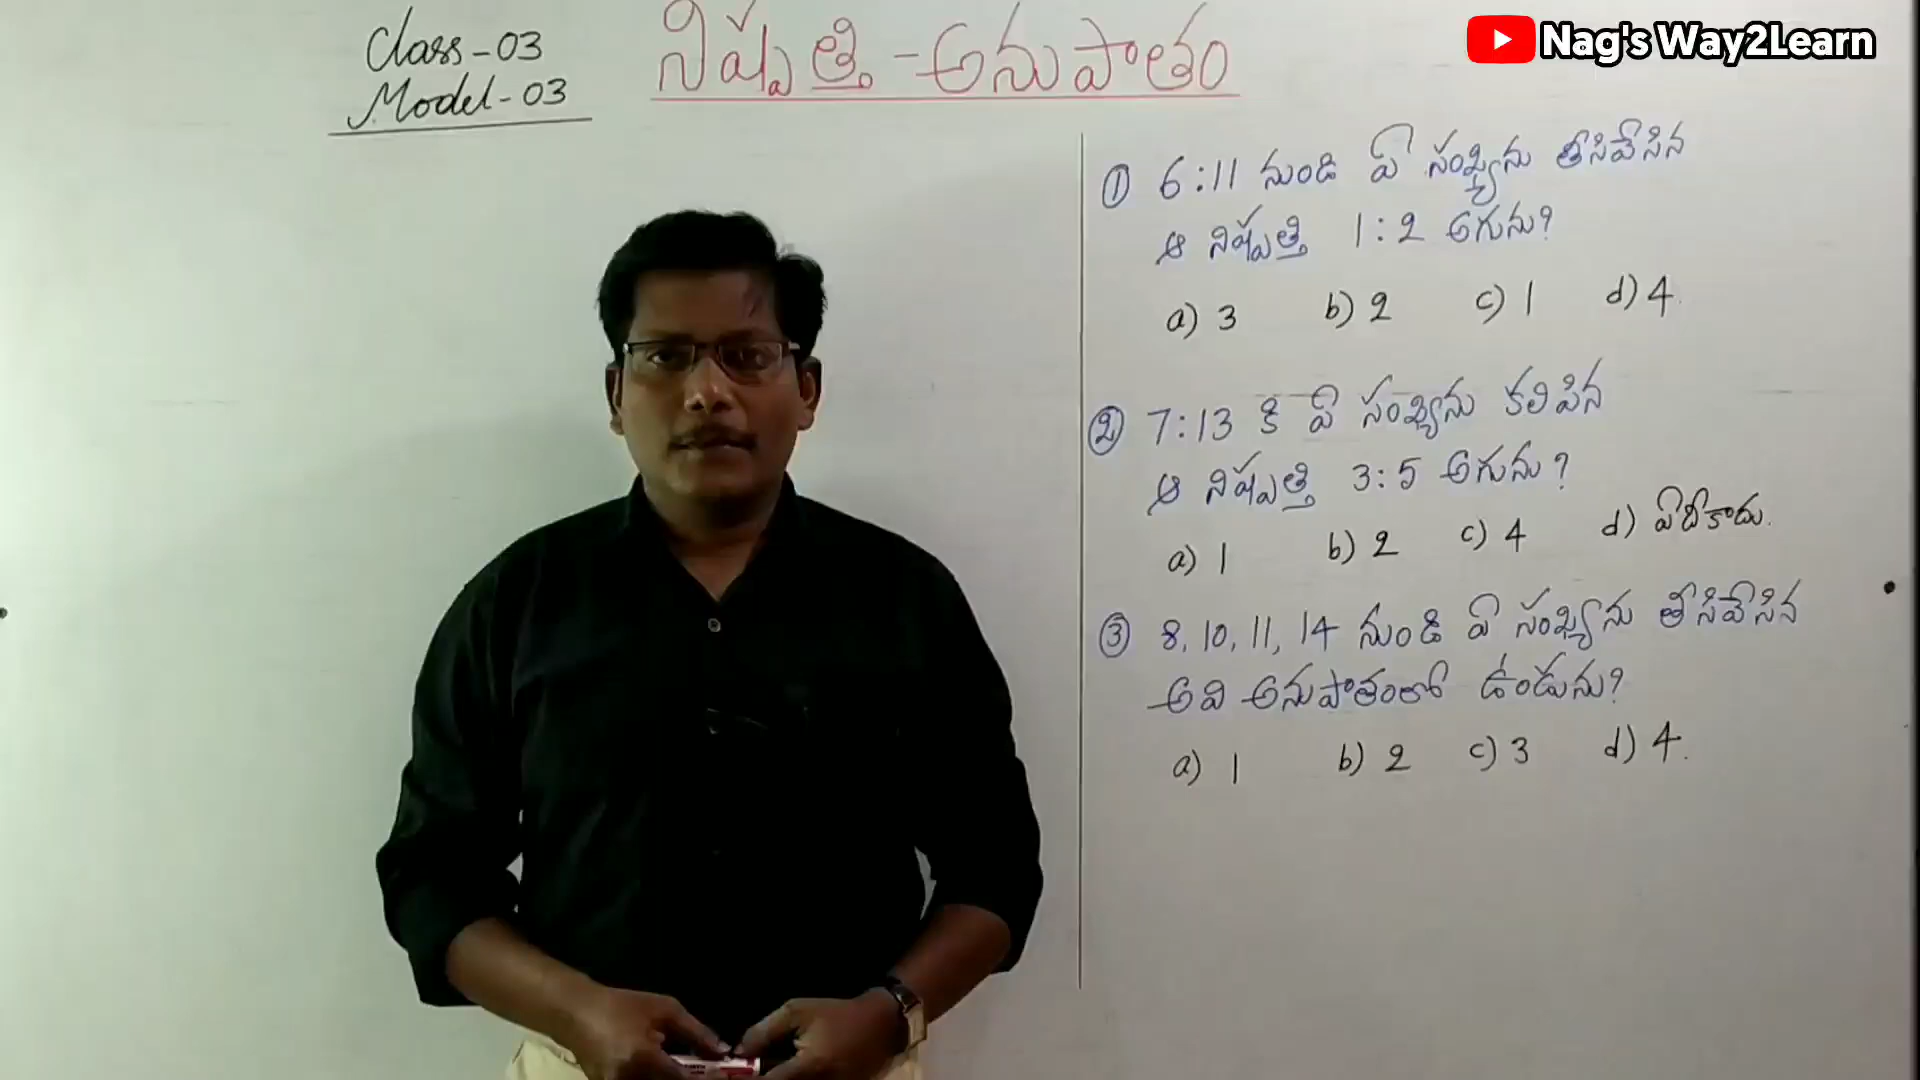 Class-03
Model-03
నిష్పత్తి-అనుపాతం
Nag's Way2Learn
① 6:11 నుండి ఏ సంఖ్యను తీసివేసిన
ఆ నిష్పత్తి 1:2 అగును?
a) 3 b) 2 c) 1 d) 4.
② 7:13 కి ఏ సంఖ్యను కలిపిన
ఆ నిష్పత్తి 3:5 అగును?
a) 1 b) 2 c) 4 d) ఏదీకాదు.
③ 8, 10, 11, 14 నుండి ఏ సంఖ్యను తీసివేసిన
అవి అనుపాతంలో ఉండును?
a) 1 b) 2 c) 3 d) 4.